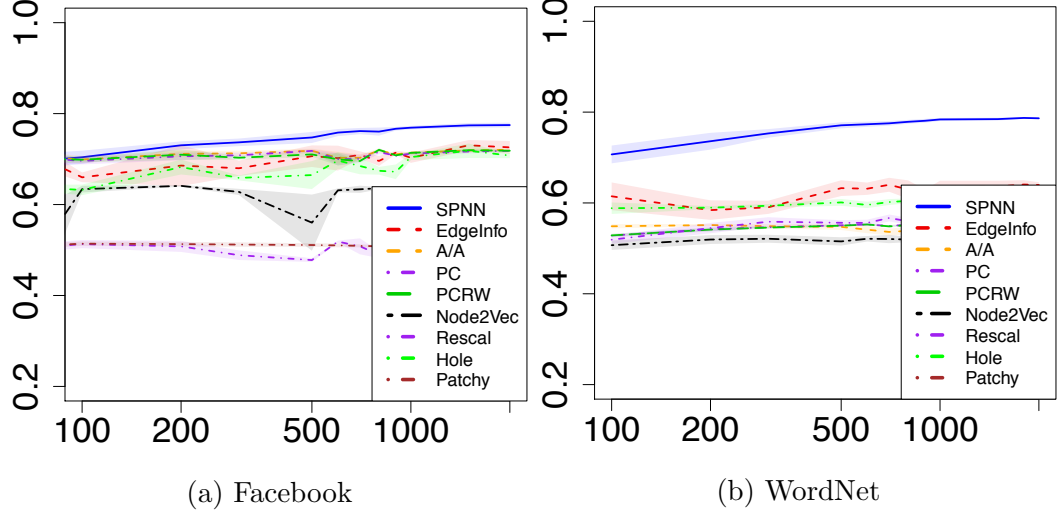 1.0
0.8
0.6
0.4
0.2
100
200
500
1000
SPNN
EdgeInfo
A/A
PC
PCRW
Node2Vec
Rescal
Hole
Patchy
(a) Facebook
1.0
0.8
0.6
0.4
0.2
100
200
500
1000
SPNN
EdgeInfo
A/A
PC
PCRW
Node2Vec
Rescal
Hole
Patchy
(b) WordNet